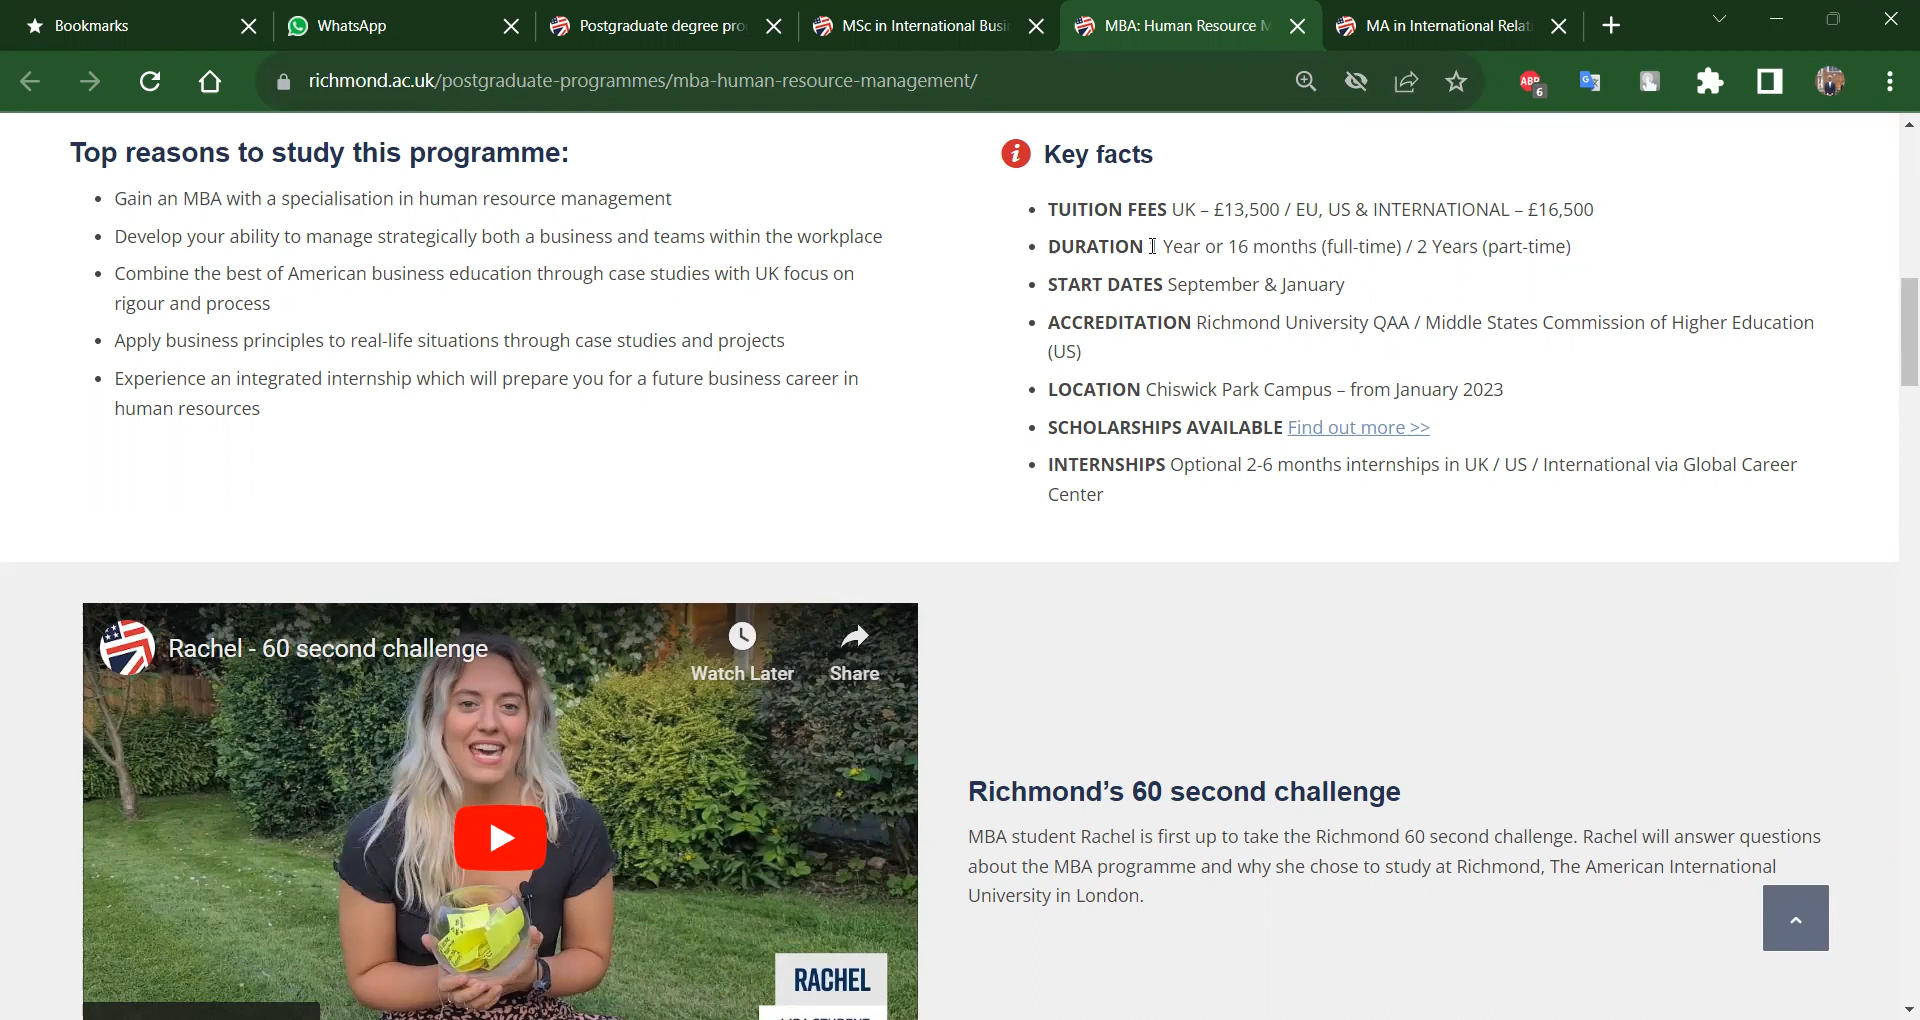 Bookmarks
WhatsApp
Postgraduate degree pro
MSc in International Busi
MBA: Human Resource M
MA in International Relat
richmond.ac.uk/postgraduate-programmes/mba-human-resource-management/
ABP
6
Top reasons to study this programme:
• Gain an MBA with a specialisation in human resource management
• Develop your ability to manage strategically both a business and teams within the workplace
• Combine the best of American business education through case studies with UK focus on
rigour and process
• Apply business principles to real-life situations through case studies and projects
• Experience an integrated internship which will prepare you for a future business career in
human resources
i Key facts
• TUITION FEES UK – £13,500 / EU, US & INTERNATIONAL – £16,500
• DURATION Year or 16 months (full-time) / 2 Years (part-time)
• START DATES September & January
• ACCREDITATION Richmond University QAA / Middle States Commission of Higher Education
(US)
• LOCATION Chiswick Park Campus – from January 2023
• SCHOLARSHIPS AVAILABLE Find out more >>
• INTERNSHIPS Optional 2-6 months internships in UK / US / International via Global Career
Center
Rachel - 60 second challenge
Watch Later
Share
RACHEL
Richmond’s 60 second challenge
MBA student Rachel is first up to take the Richmond 60 second challenge. Rachel will answer questions
about the MBA programme and why she chose to study at Richmond, The American International
University in London.